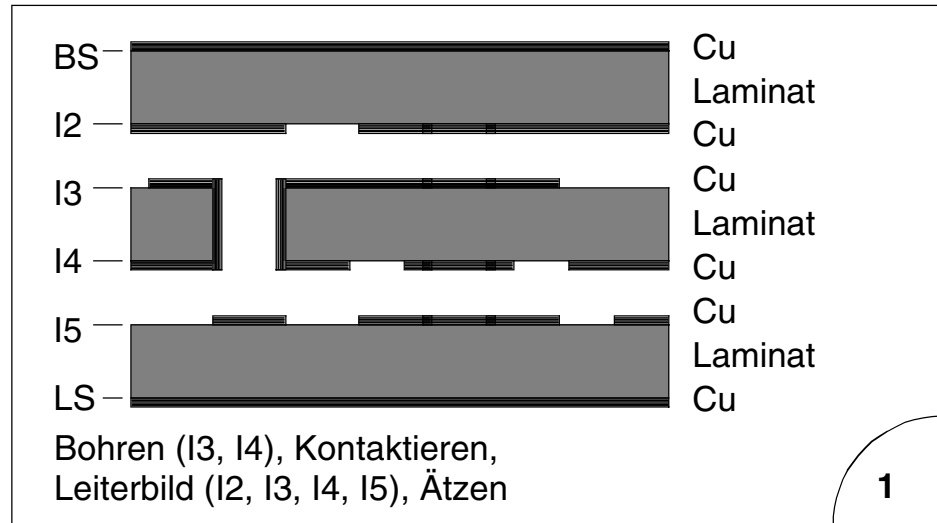 BS
Cu
Laminat
I2
Cu
I3
Cu
Laminat
I4
Cu
I5
Cu
Laminat
LS
Cu
Bohren (I3, I4), Kontaktieren,
Leiterbild (I2, I3, I4, I5), Ätzen
1